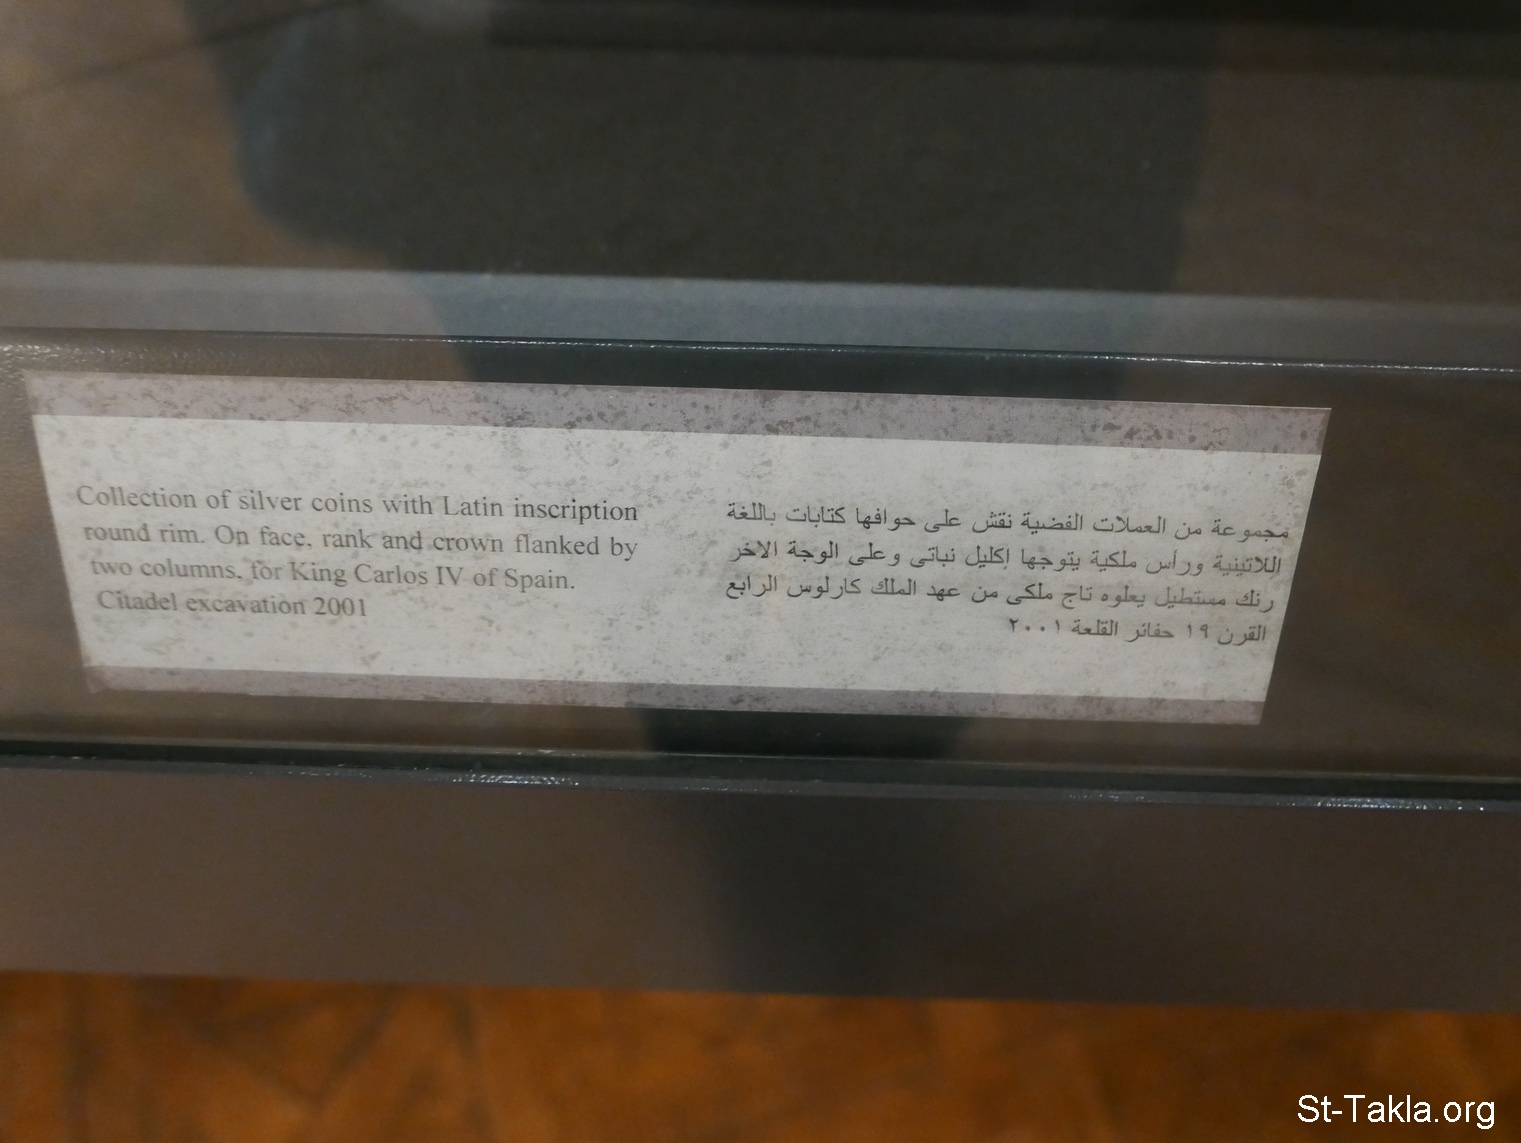 Collection of silver coins with Latin inscription
round rim. On face, rank and crown flanked by
two columns, for King Carlos IV of Spain.
Citadel excavation 2001
مجموعة من العملات الفضية نقش على حوافها كتابات باللغة
اللاتينية ورأس ملكية يتوجها إكليل نباتى وعلى الوجة الاخر
رنك مستطيل يعلوه تاج ملكى من عهد الملك كارلوس الرابع
القرن ١٩ حفائر القلعة ٢٠٠١
St-Takla.org